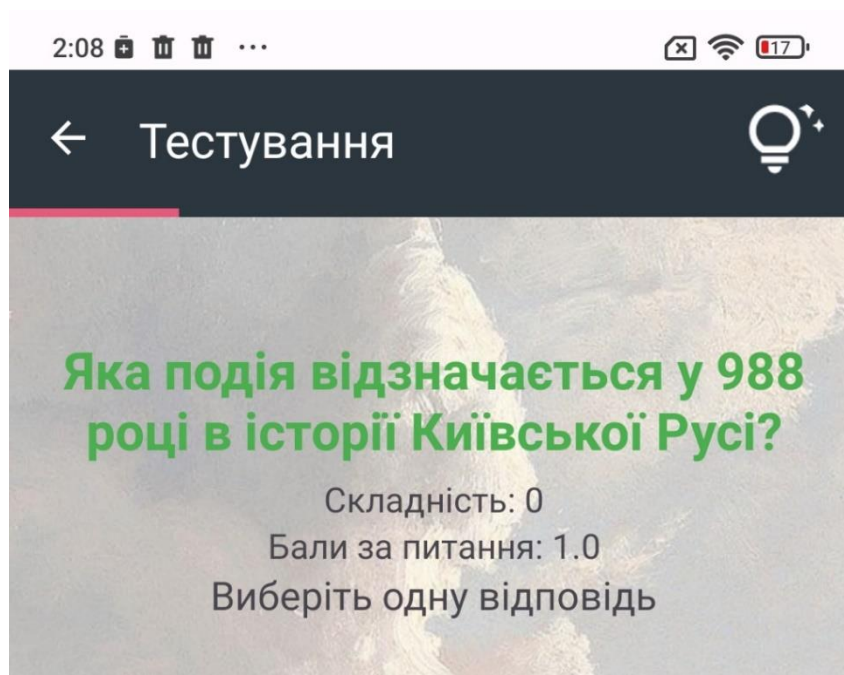 2:08
17
Тестування
Яка подія відзначається у 988
році в історії Київської Русі?
Складність: 0
Бали за питання: 1.0
Виберіть одну відповідь